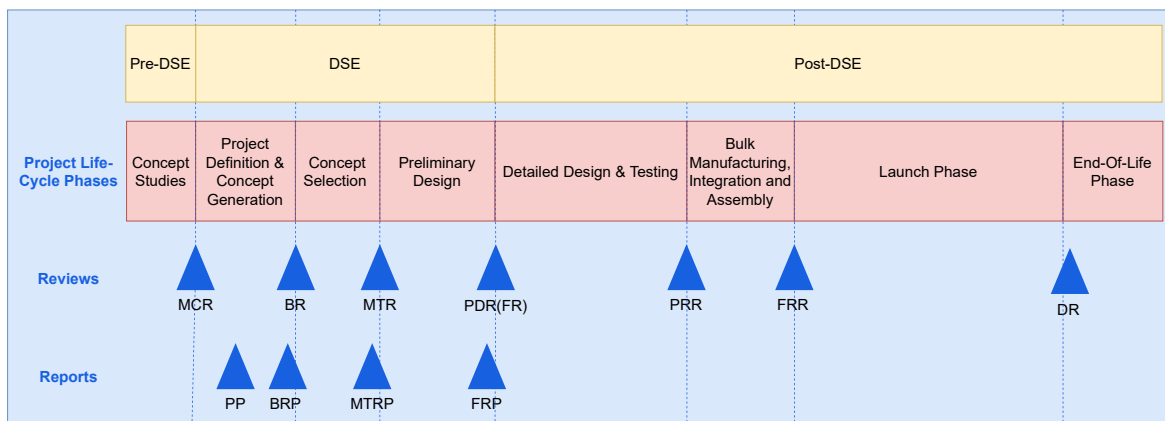 Pre-DSE
DSE
Post-DSE
Project Life-
Cycle Phases
Concept
Studies
Project
Definition &
Concept
Generation
Concept
Selection
Preliminary
Design
Detailed Design & Testing
Bulk
Manufacturing,
Integration and
Assembly
Launch Phase
End-Of-Life
Phase
Reviews
MCR
BR
MTR
PDR(FR)
PRR
FRR
DR
Reports
PP
BRP
MTRP
FRP